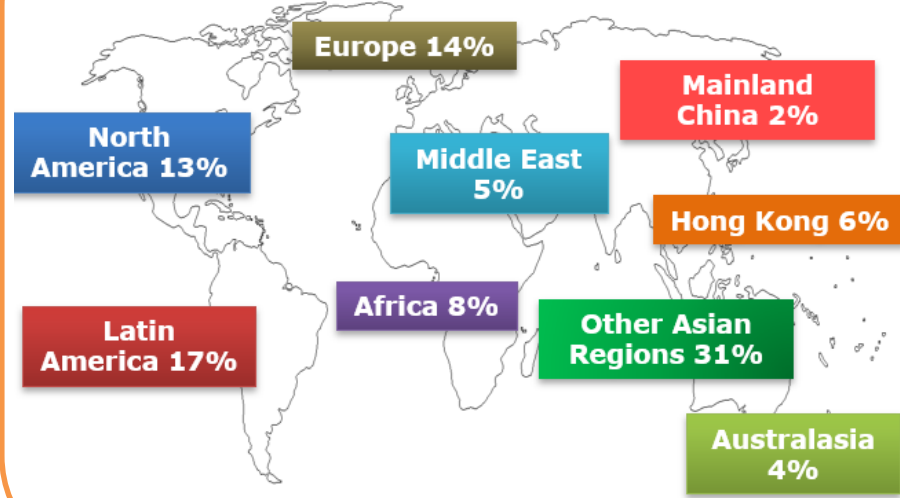 Europe 14%
Mainland
China 2%
North
America 13%
Middle East
5%
Hong Kong 6%
Africa 8%
Other Asian
Regions 31%
Latin
America 17%
Australasia
4%